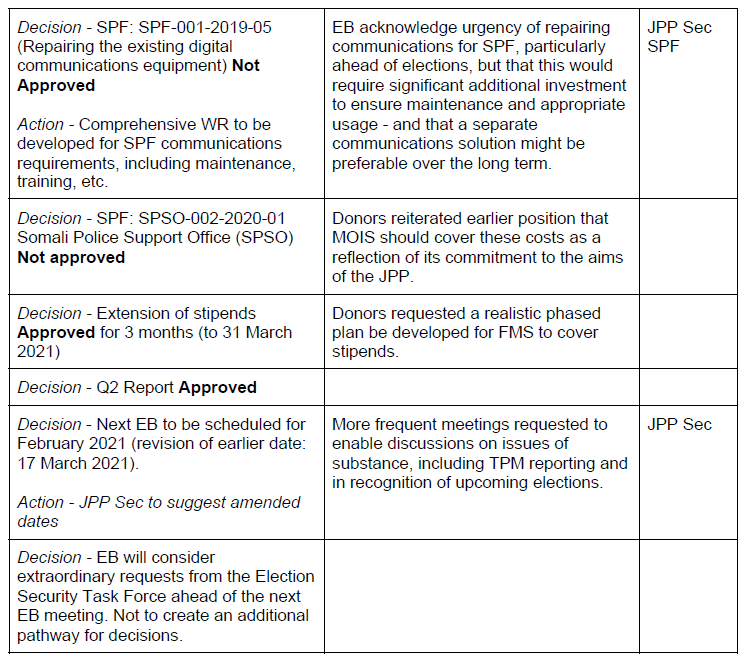 Decision - SPF: SPF-001-2019-05
(Repairing the existing digital
communications equipment) Not
Approved
Action - Comprehensive WR to be
developed for SPF communications
requirements, including maintenance,
training, etc.
EB acknowledge urgency of repairing
communications for SPF, particularly
ahead of elections, but that this would
require significant additional investment
to ensure maintenance and appropriate
usage - and that a separate
communications solution might be
preferable over the long term.
JPP Sec
SPF
Decision - SPF: SPSO-002-2020-01
Somali Police Support Office (SPSO)
Not approved
Donors reiterated earlier position that
MOIS should cover these costs as a
reflection of its commitment to the aims
of the JPP.
Decision - Extension of stipends
Approved for 3 months (to 31 March
2021)
Donors requested a realistic phased
plan be developed for FMS to cover
stipends.
Decision - Q2 Report Approved
Decision - Next EB to be scheduled for
February 2021 (revision of earlier date:
17 March 2021).
Action - JPP Sec to suggest amended
dates
More frequent meetings requested to
enable discussions on issues of
substance, including TPM reporting and
in recognition of upcoming elections.
JPP Sec
Decision - EB will consider
extraordinary requests from the Election
Security Task Force ahead of the next
EB meeting. Not to create an additional
pathway for decisions.